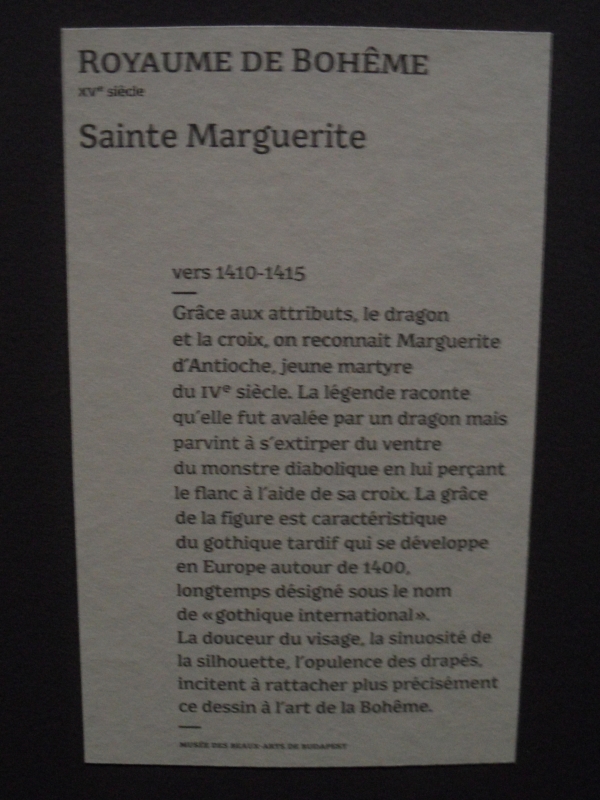 ROYAUME DE BOHÊME
XVe siècle
Sainte Marguerite
vers 1410-1415
Grâce aux attributs, le dragon
et la croix, on reconnait Marguerite
d'Antioche, jeune martyre
du IVe siècle. La légende raconte
qu'elle fut avalée par un dragon mais
parvint à s'extirper du ventre
du monstre diabolique en lui perçant
le flanc à l'aide de sa croix. La grâce
de la figure est caractéristique
du gothique tardif qui se développe
en Europe autour de 1400,
longtemps désigné sous le nom
de « gothique international ».
La douceur du visage, la sinuosité de
la silhouette, l'opulence des drapés,
incitent à rattacher plus précisément
ce dessin à l'art de la Bohême.
MUSÉE DES BEAUX-ARTS DE BUDAPEST